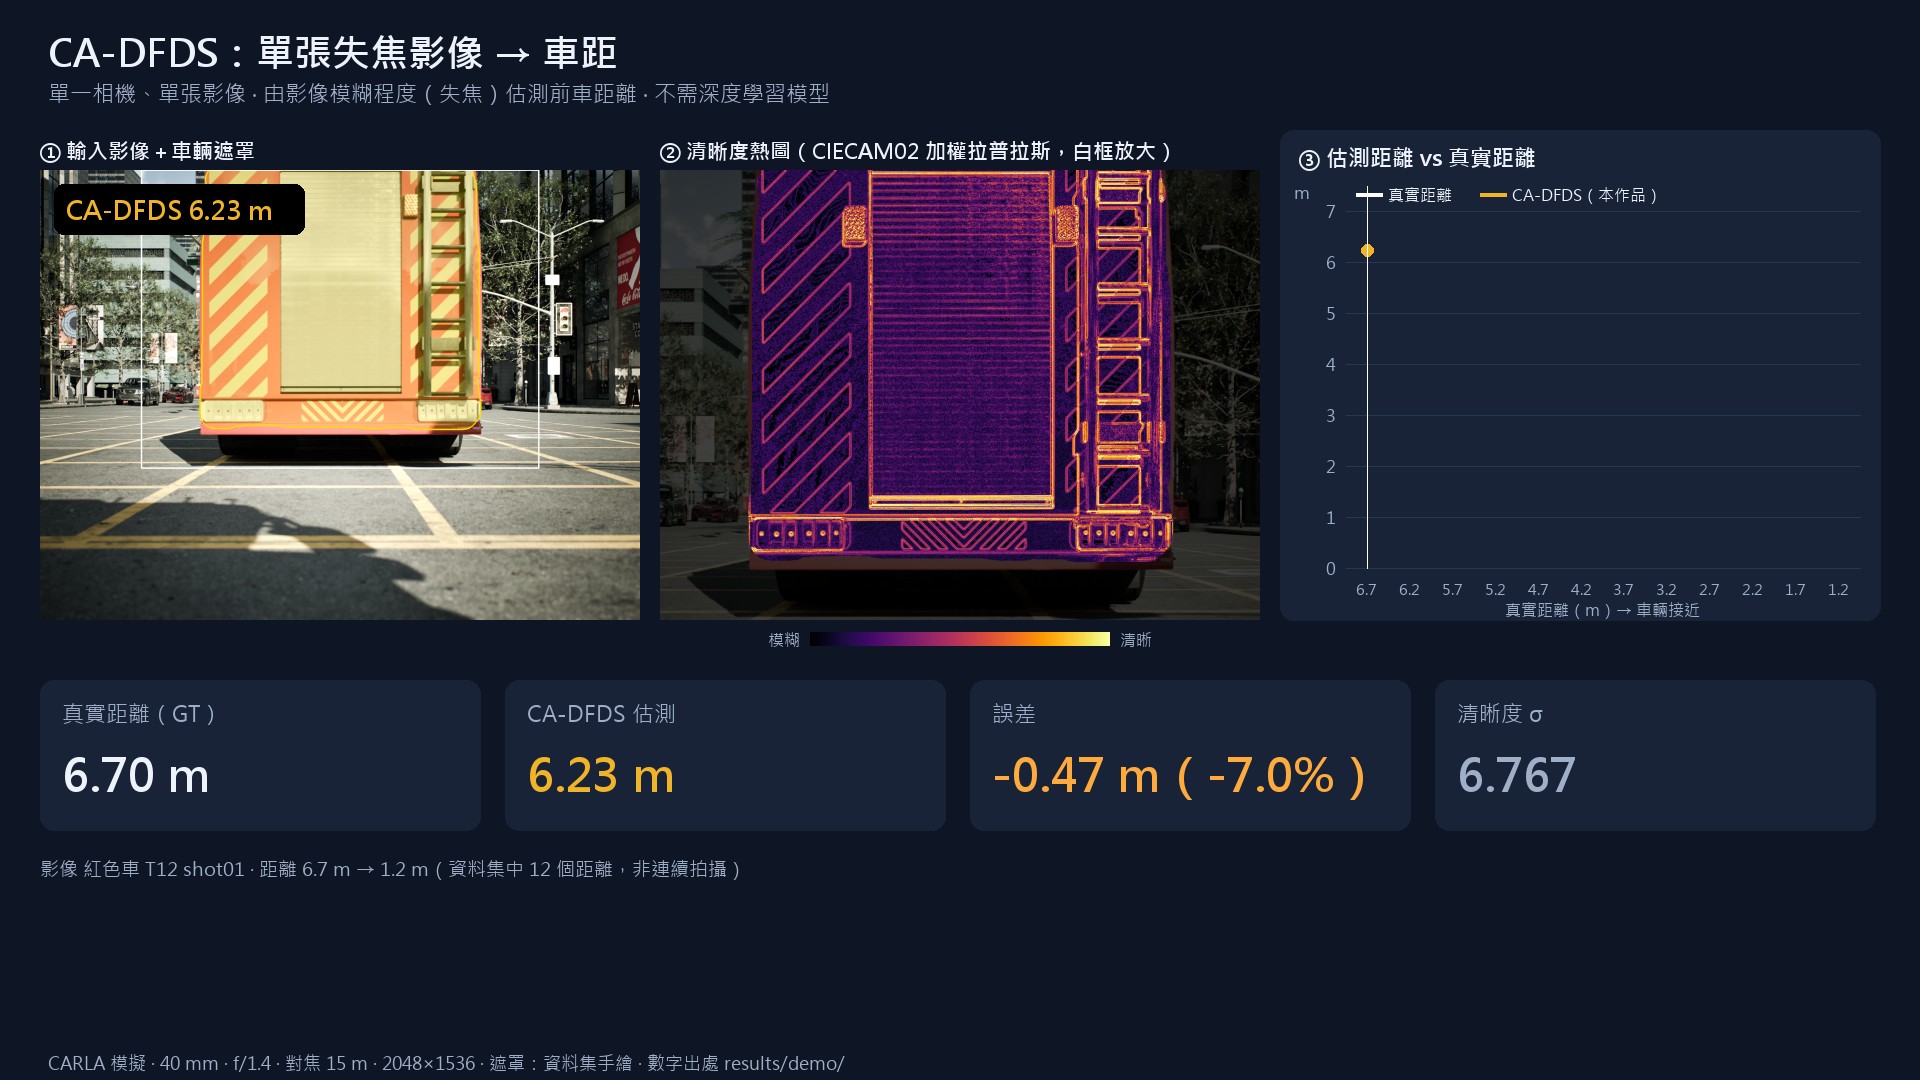 CA-DFDS：單張失焦影像 → 車距
單一相機、單張影像 · 由影像模糊程度（失焦）估測前車距離 · 不需深度學習模型
① 輸入影像 + 車輛遮罩
CA-DFDS 6.23 m
② 清晰度熱圖（CIECAM02 加權拉普拉斯，白框放大）
模糊
清晰
③ 估測距離 vs 真實距離
m
真實距離
CA-DFDS（本作品）
7
6
5
4
3
2
1
0
6.7 6.2 5.7 5.2 4.7 4.2 3.7 3.2 2.7 2.2 1.7 1.2
真實距離（m）→ 車輛接近
真實距離（GT）
6.70 m
CA-DFDS 估測
6.23 m
誤差
-0.47 m（-7.0%）
清晰度 σ
6.767
影像 紅色車 T12 shot01 · 距離 6.7 m → 1.2 m（資料集中 12 個距離，非連續拍攝）
CARLA 模擬 · 40 mm · f/1.4 · 對焦 15 m · 2048×1536 · 遮罩：資料集手繪 · 數字出處 results/demo/